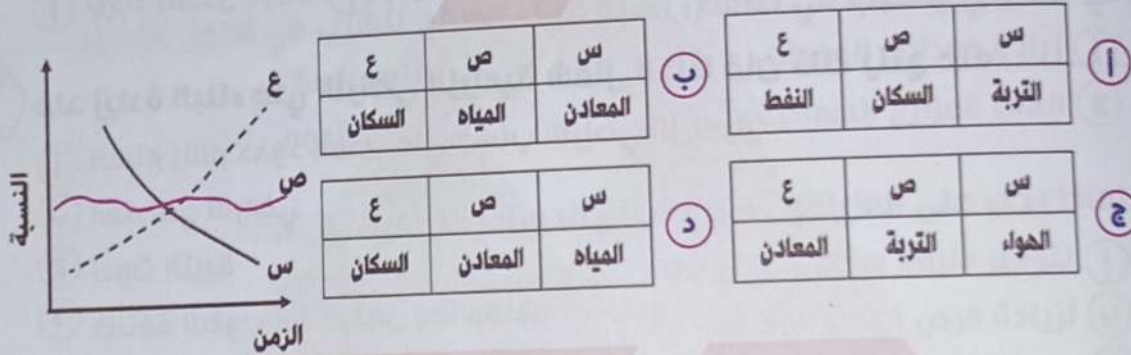 أ
س ص ع
التربة السكان النفط
ب
س ص ع
المعادن المياه السكان
ج
س ص ع
الهواء التربة المعادن
د
س ص ع
المياه المعادن السكان
النسبة
ع
ص
س
الزمن